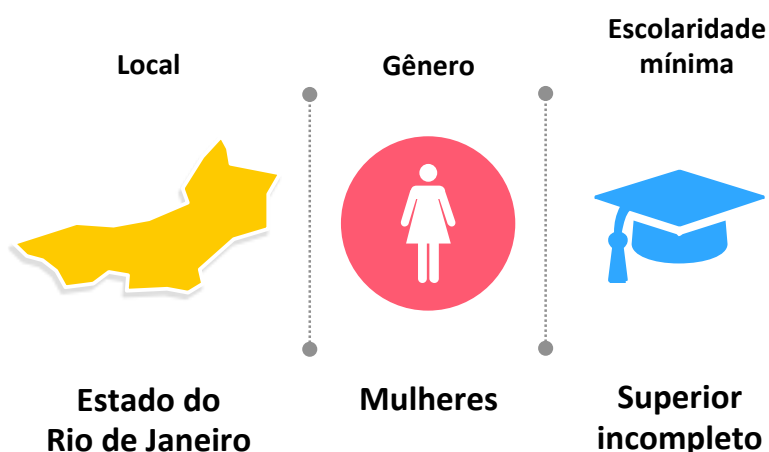 Local
Gênero
Escolaridade
mínima
Estado do
Rio de Janeiro
Mulheres
Superior
incompleto